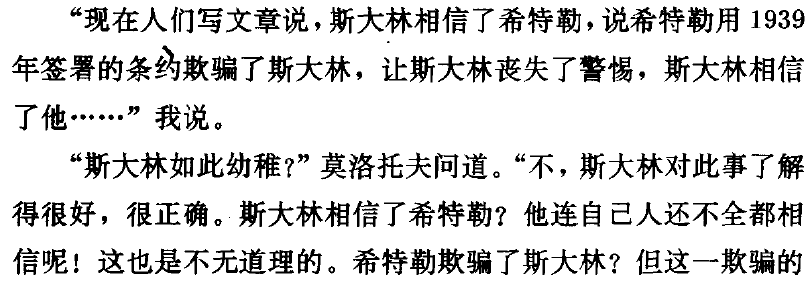 “现在人们写文章说，斯大林相信了希特勒，说希特勒用 1939
年签署的条约欺骗了斯大林，让斯大林丧失了警惕，斯大林相信
了他……”我说。
“斯大林如此幼稚？”莫洛托夫问道。“不，斯大林对此事了解
得很好，很正确。斯大林相信了希特勒？他连自己人还不全都相
信呢！这也是不无道理的。希特勒欺骗了斯大林？但这一欺骗的